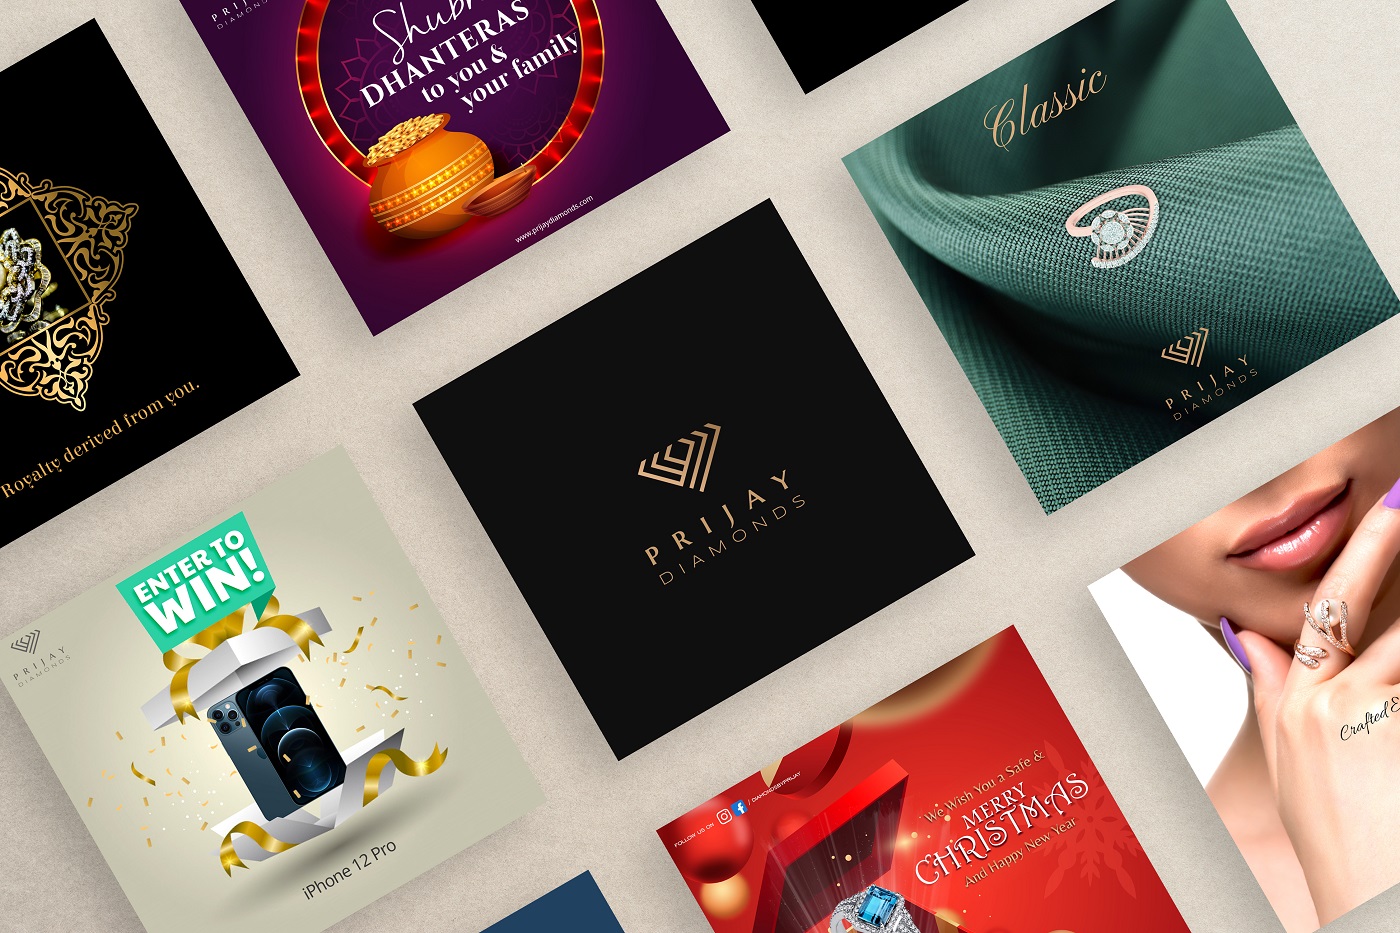 PRIJAY
DIAMONDS
Shubh
DHANTERAS
to you &
your family
www.prijaydiamonds.com
Classic
PRIJAY
DIAMONDS
Royalty derived from you.
PRIJAY
DIAMONDS
ENTER TO
WIN!
PRIJAY
DIAMONDS
iPhone 12 Pro
FOLLOW US ON / DIAMONDSBYPRIJAY
We Wish You a Safe &
MERRY
CHRISTMAS
And Happy New Year
Crafted